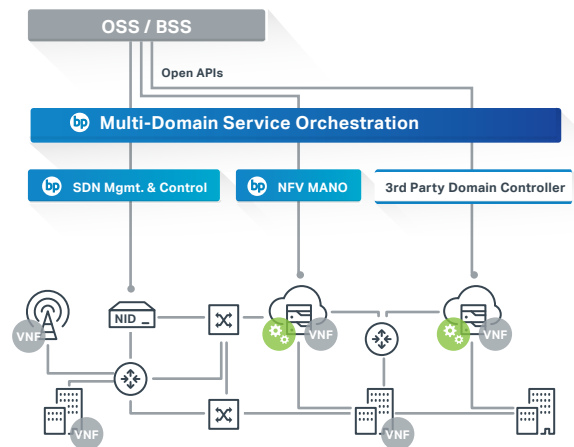 OSS / BSS
Open APIs
bp Multi-Domain Service Orchestration
bp SDN Mgmt. & Control
bp NFV MANO
3rd Party Domain Controller
VNF
NID _
VNF
VNF
VNF
VNF